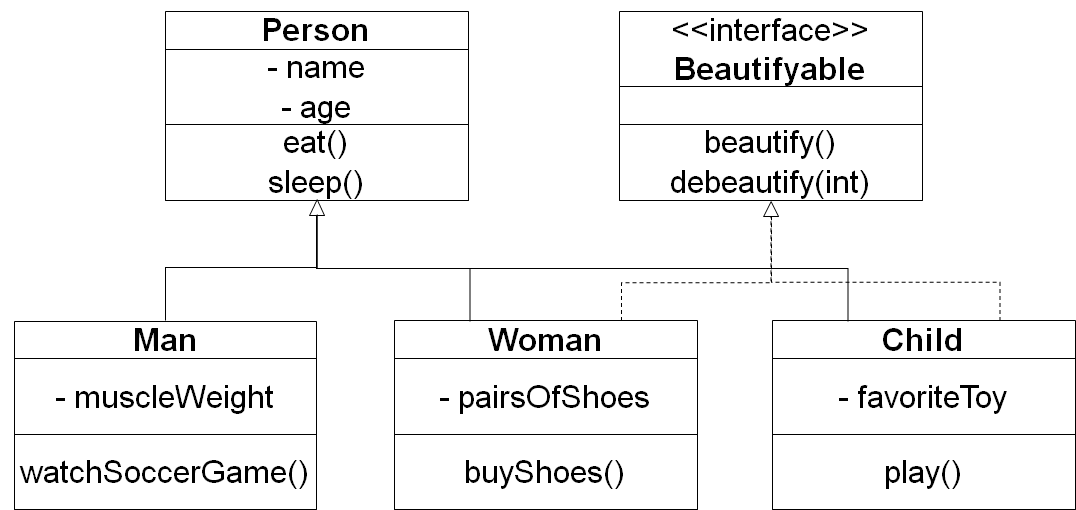 Person
- name
- age
eat()
sleep()
<<interface>>
Beautifyable
beautify()
debeautify(int)
Man
- muscleWeight
watchSoccerGame()
Woman
- pairsOfShoes
buyShoes()
Child
- favoriteToy
play()